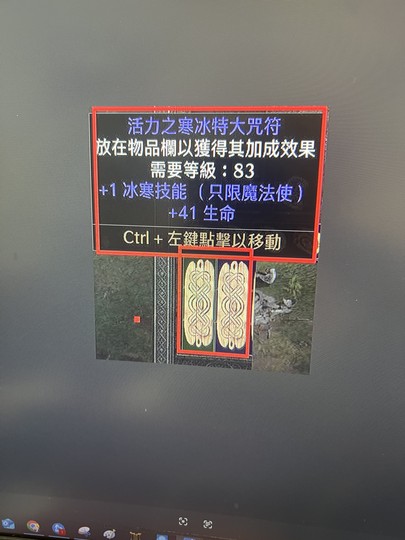 活力之寒冰特大咒符
放在物品欄以獲得其加成效果
需要等級：83
+1 冰寒技能（只限魔法使）
+41 生命
Ctrl + 左鍵點擊以移動